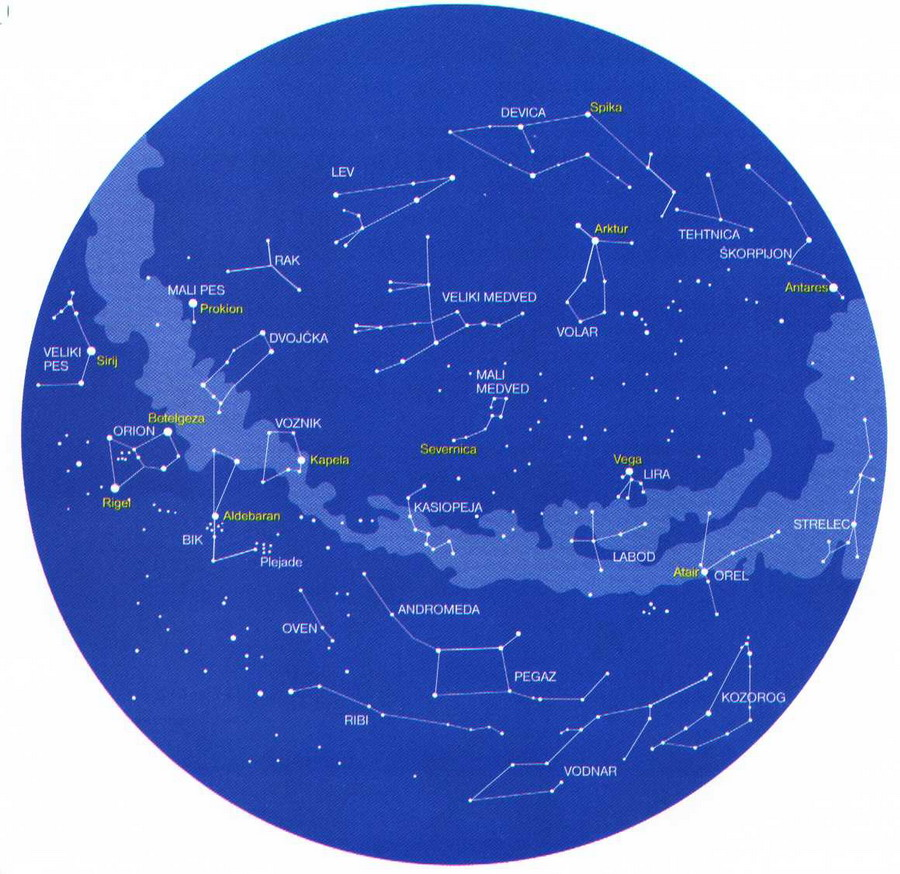 DEVICA
Spika
LEV
Arktur
TEHTNICA
ŠKORPIJON
RAK
Antares
MALI PES
Prokion
VELIKI MEDVED
VOLAR
DVOJČKA
VELIKI
PES
Sirij
MALI
MEDVED
Botelgeza
ORION
VOZNIK
Severnica
Kapela
Vega
LIRA
Rigel
KASIOPEJA
Aldebaran
STRELEC
BIK
Plejade
LABOD
Atair
OREL
ANDROMEDA
OVEN
PEGAZ
KOZOROG
RIBI
VODNAR